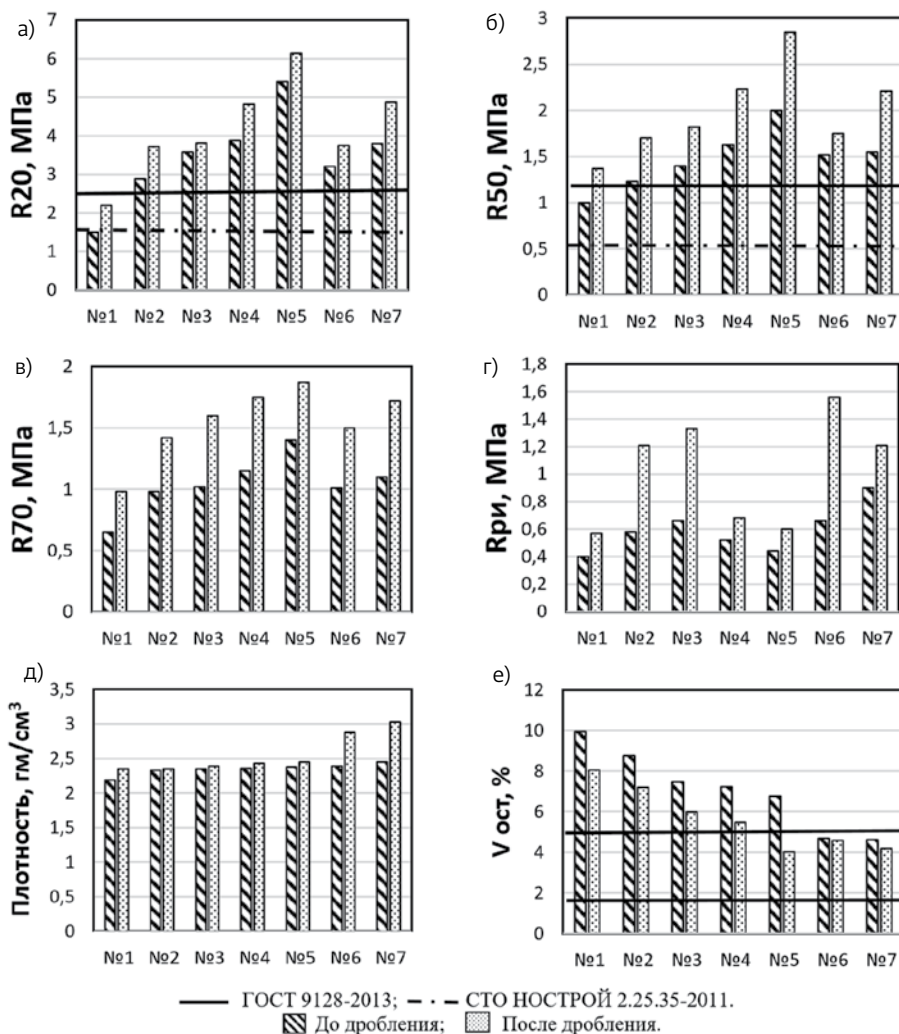 а)
R20, МПа
7
6
5
4
3
2
1
0
№1 №2 №3 №4 №5 №6 №7
б)
R50, МПа
3
2,5
2
1,5
1
0,5
0
№1 №2 №3 №4 №5 №6 №7
в)
R70, МПа
2
1,5
1
0,5
0
№1 №2 №3 №4 №5 №6 №7
г)
Rри, МПа
1,8
1,6
1,4
1,2
1
0,8
0,6
0,4
0,2
0
№1 №2 №3 №4 №5 №6 №7
д)
Плотность, гм/см³
3,5
3
2,5
2
1,5
1
0,5
0
№1 №2 №3 №4 №5 №6 №7
е)
V ост, %
12
10
8
6
4
2
0
№1 №2 №3 №4 №5 №6 №7
ГОСТ 9128-2013; СТО НОСТРОЙ 2.25.35-2011.
До дробления; После дробления.